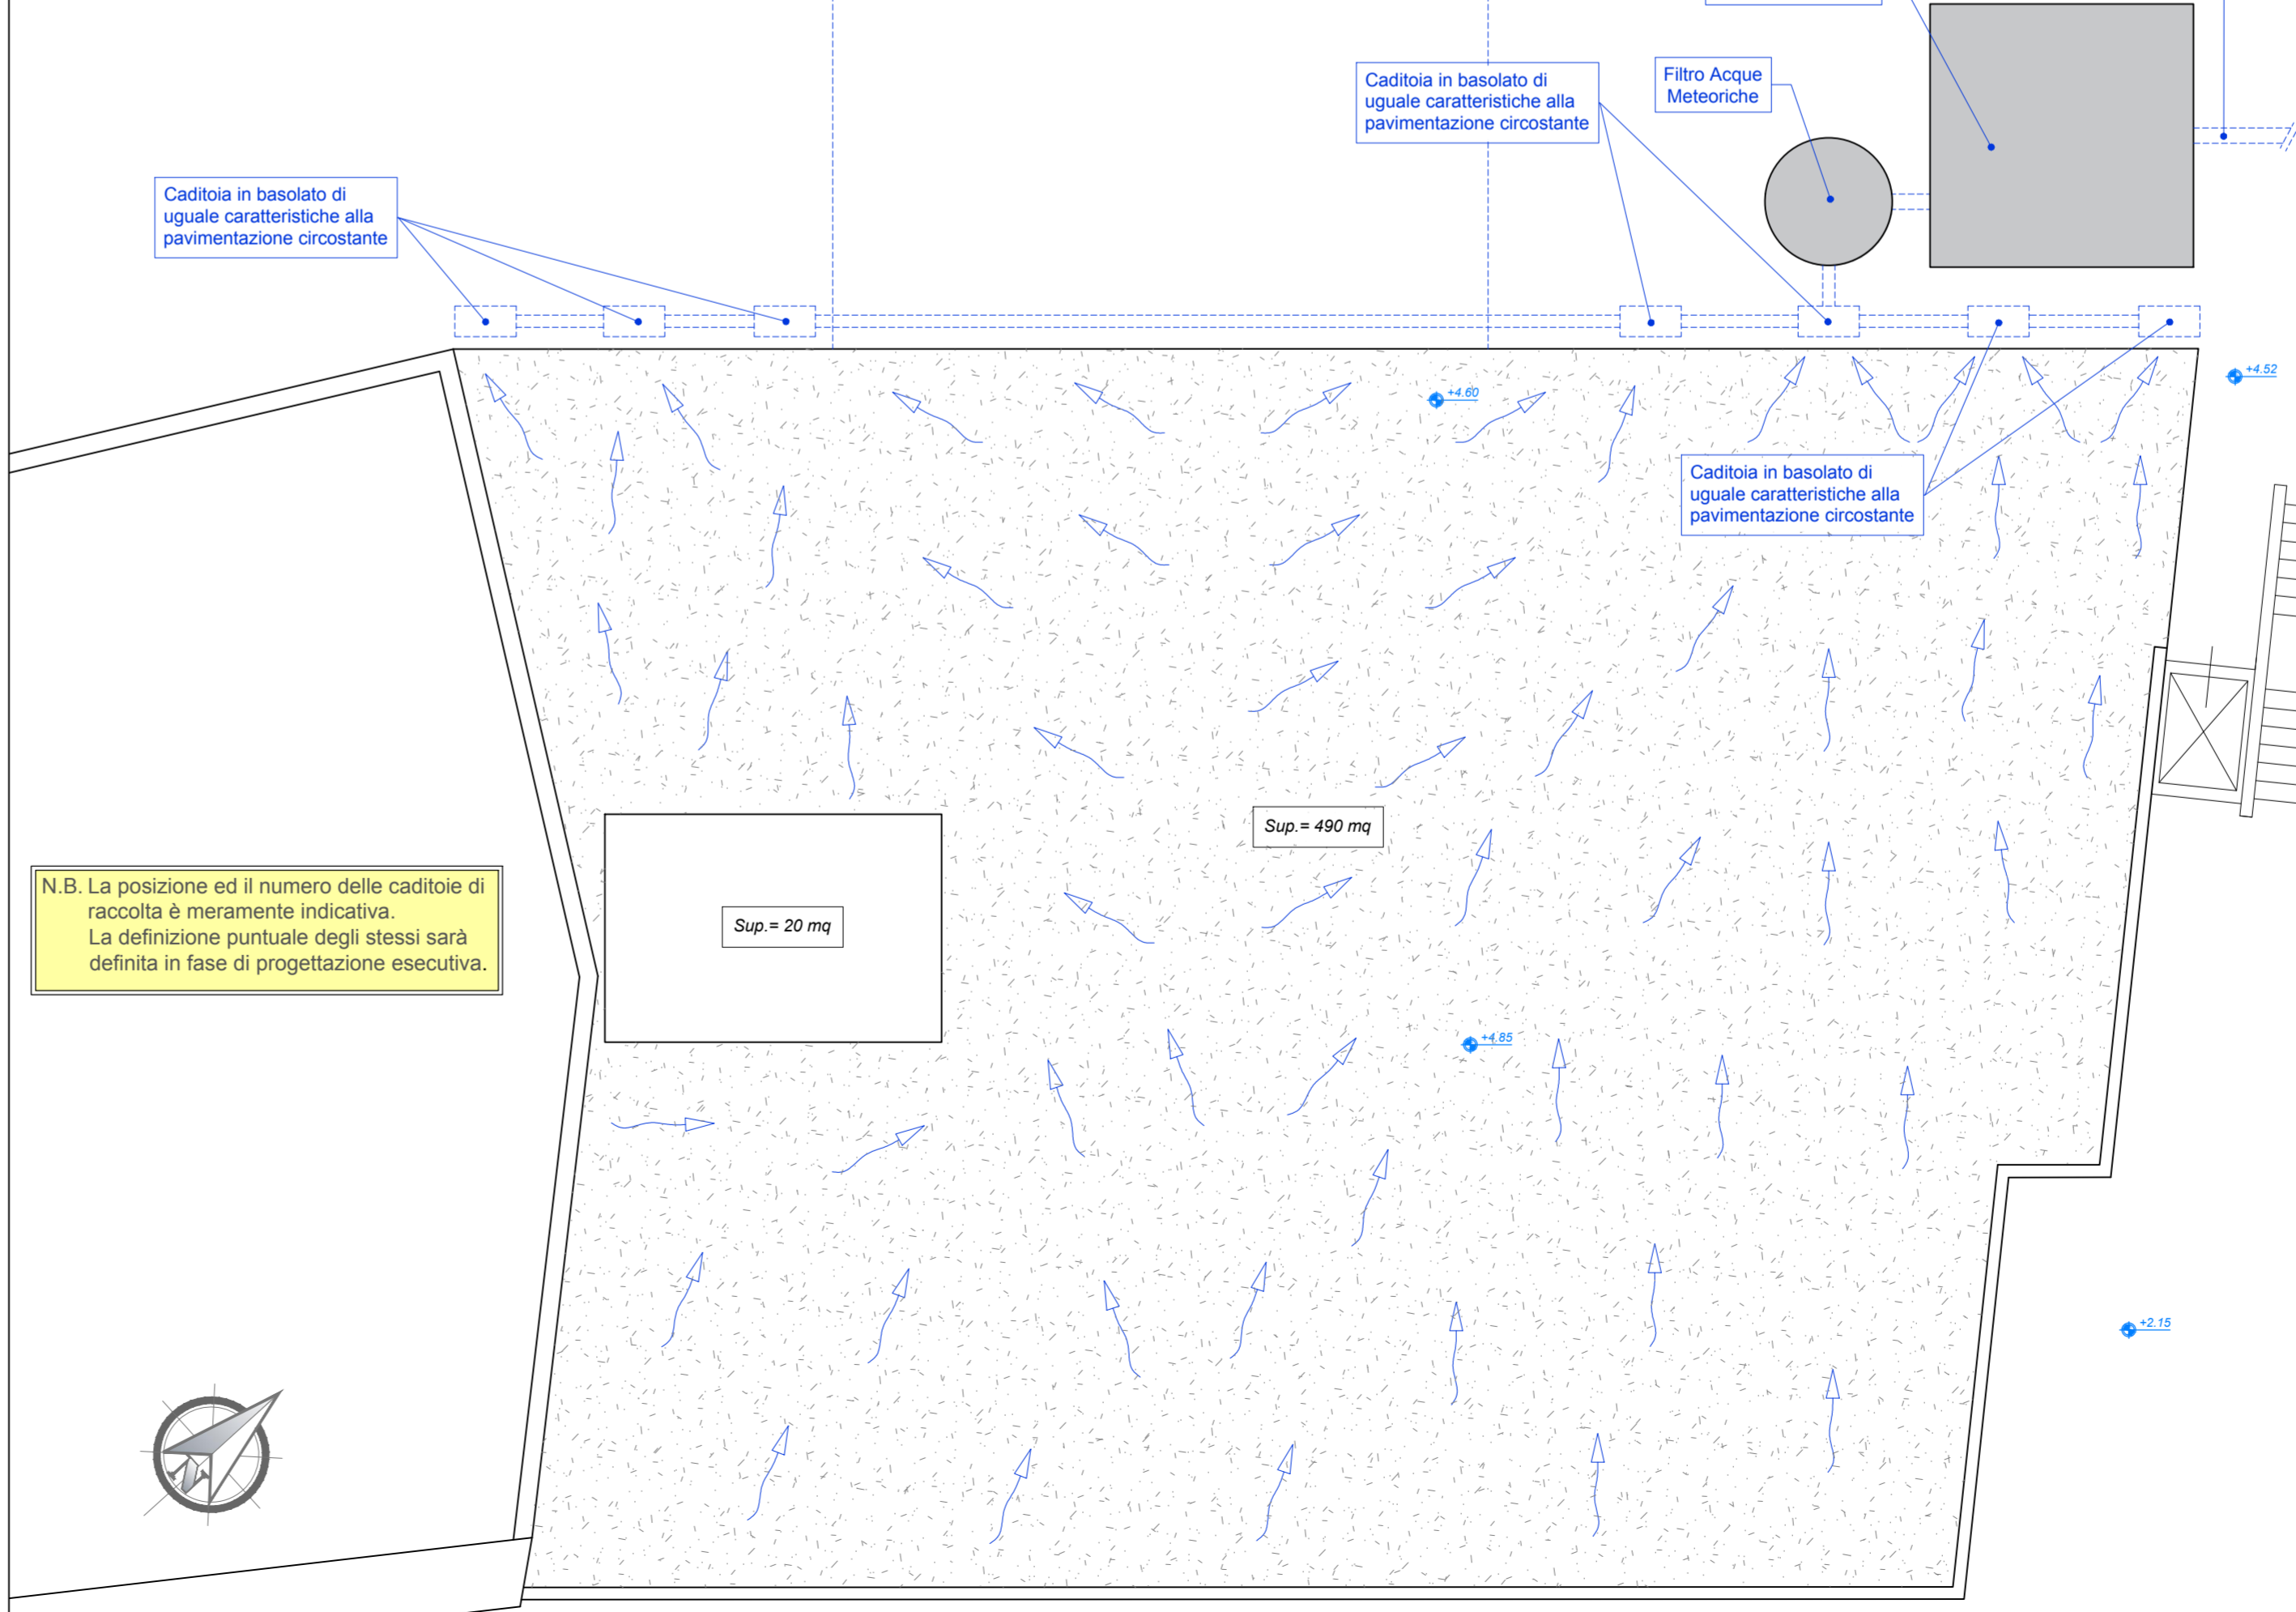 Caditoia in basolato di
uguale caratteristiche alla
pavimentazione circostante
Filtro Acque
Meteoriche
Caditoia in basolato di
uguale caratteristiche alla
pavimentazione circostante
+4.52
+4.60
Caditoia in basolato di
uguale caratteristiche alla
pavimentazione circostante
Sup.= 490 mq
N.B. La posizione ed il numero delle caditoie di
raccolta è meramente indicativa.
La definizione puntuale degli stessi sarà
definita in fase di progettazione esecutiva.
Sup.= 20 mq
+4.85
+2.15